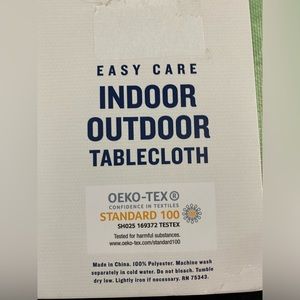 EASY CARE
INDOOR
OUTDOOR
TABLECLOTH
OEKO-TEX®
CONFIDENCE IN TEXTILES
STANDARD 100
SH025 169372 TESTEX
Tested for harmful substances.
www.oeko-tex.com/standard100
Made in China. 100% Polyester. Machine wash
separately in cold water. Do not bleach. Tumble
dry low. Lightly iron if necessary. RN 75343.